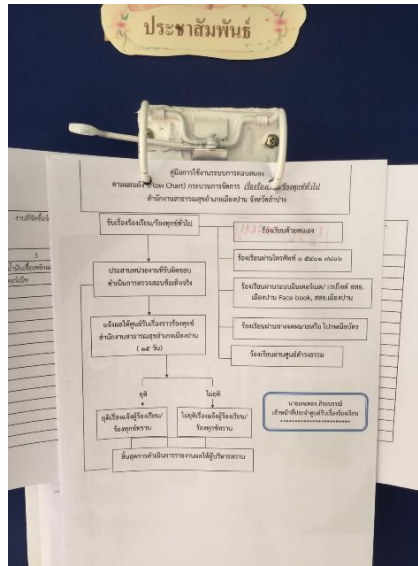 ประชาสัมพันธ์
คู่มือการใช้งานระบบการตอบสนอง
ตามแผนผัง (Flow Chart) กระบวนการจัดการ เรื่องร้องเรียน/ร้องทุกข์ทั่วไป
สำนักงานสาธารณสุขอำเภอเมืองปาน จังหวัดลำปาง
รับเรื่องร้องเรียน/ร้องทุกข์ทั่วไป
ร้องเรียนด้วยตนเอง
ร้องเรียนผ่านโทรศัพท์ ๐ ๕๔๐๑
ประสานหน่วยงานที่รับผิดชอบ
ดำเนินการตรวจสอบข้อเท็จจริง
ร้องเรียนผ่านระบบอินเตอร์เนต/ เวปไซต์ สสอ.
เมืองปาน Face book, สสอ.เมืองปาน
แจ้งผลให้ศูนย์รับเรื่องราวร้องทุกข์
สำนักงานสาธารณสุขอำเภอเมืองปาน
( ๑๕ วัน)
ร้องเรียนผ่านทางจดหมายหรือ ไปรษณียบัตร
ร้องเรียนผ่านศูนย์ดำรงธรรม
ยุติ
ไม่ยุติ
ยุติเรื่องแจ้งผู้ร้องเรียน/
ร้องทุกข์ทราบ
ไม่ยุติเรื่องแจ้งผู้ร้องเรียน/
ร้องทุกข์ทราบ
เจ้าหน้าที่ประจำศูนย์รับเรื่องร้องเรียน
สิ้นสุดการดำเนินการรายงานผลให้ผู้บริหารทราบ